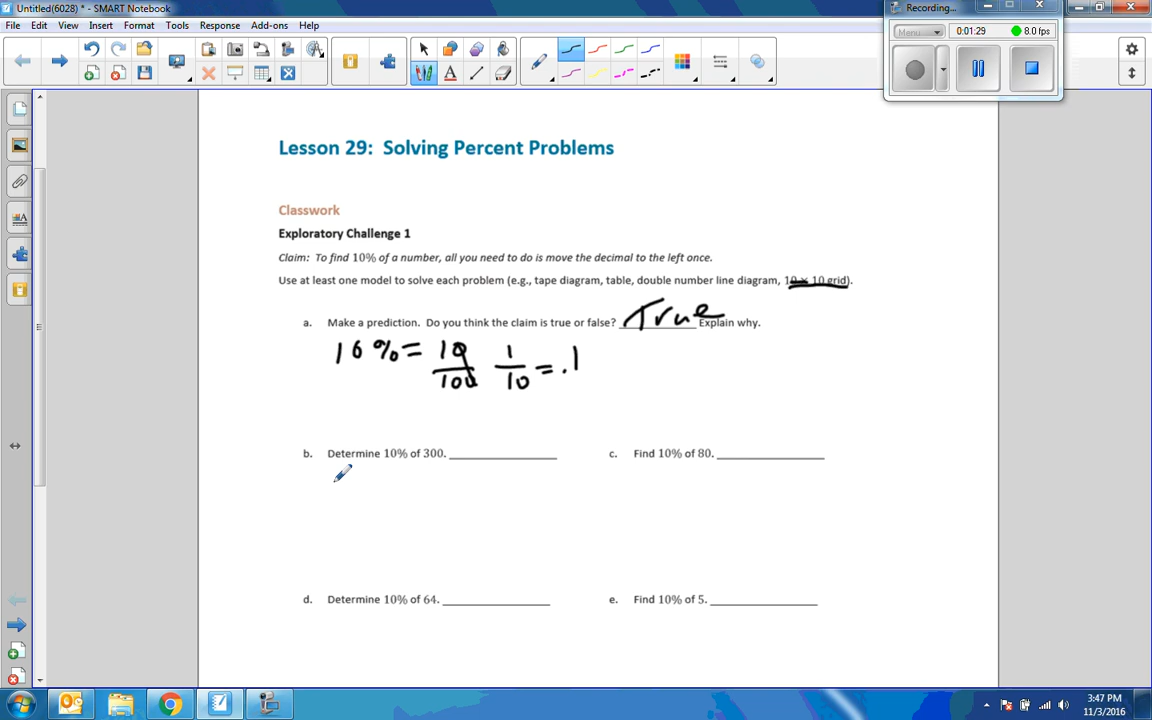 Untitled(6028) * - SMART Notebook
File Edit View Insert Format Tools Response Add-ons Help
Recording...
Menu 0:01:29 8.0 fps
Lesson 29: Solving Percent Problems
Classwork
Exploratory Challenge 1
Claim: To find 10% of a number, all you need to do is move the decimal to the left once.
Use at least one model to solve each problem (e.g., tape diagram, table, double number line diagram, 10 × 10 grid).
a. Make a prediction. Do you think the claim is true or false? True Explain why.
10% = 10/100 1/10 = .1
b. Determine 10% of 300. ____________ c. Find 10% of 80. ____________
d. Determine 10% of 64. ____________ e. Find 10% of 5. ____________
3:47 PM
11/3/2016